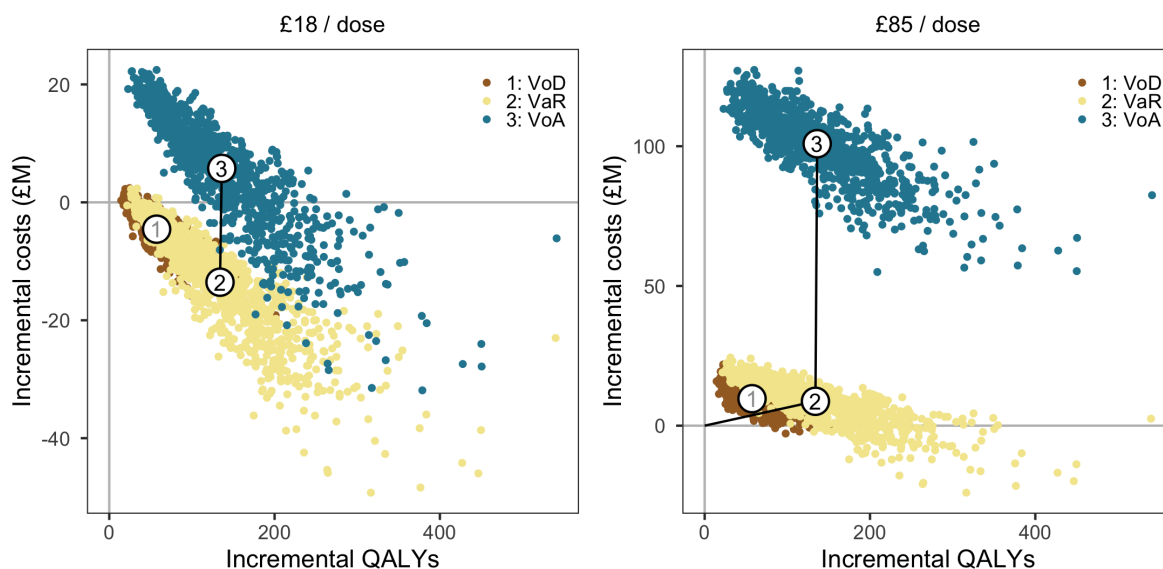 £18 / dose
1: VoD
2: VaR
3: VoA
Incremental costs (£M)
20
0
-20
-40
3
1
2
0
200
400
Incremental QALYs
£85 / dose
1: VoD
2: VaR
3: VoA
Incremental costs (£M)
100
50
0
3
1
2
0
200
400
Incremental QALYs